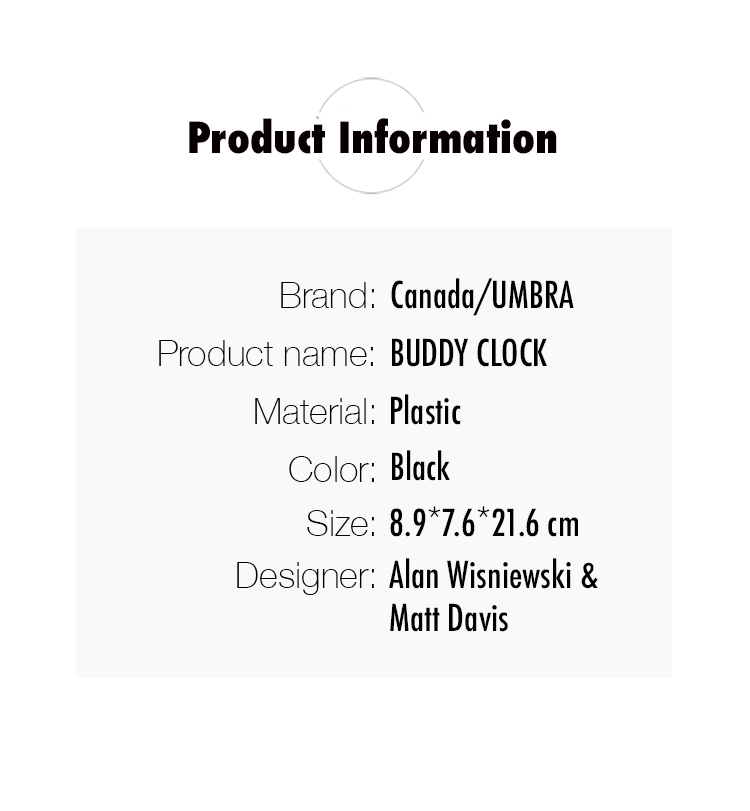 Product Information
Brand: Canada/UMBRA
Product name: BUDDY CLOCK
Material: Plastic
Color: Black
Size: 8.9*7.6*21.6 cm
Designer: Alan Wisniewski &
Matt Davis